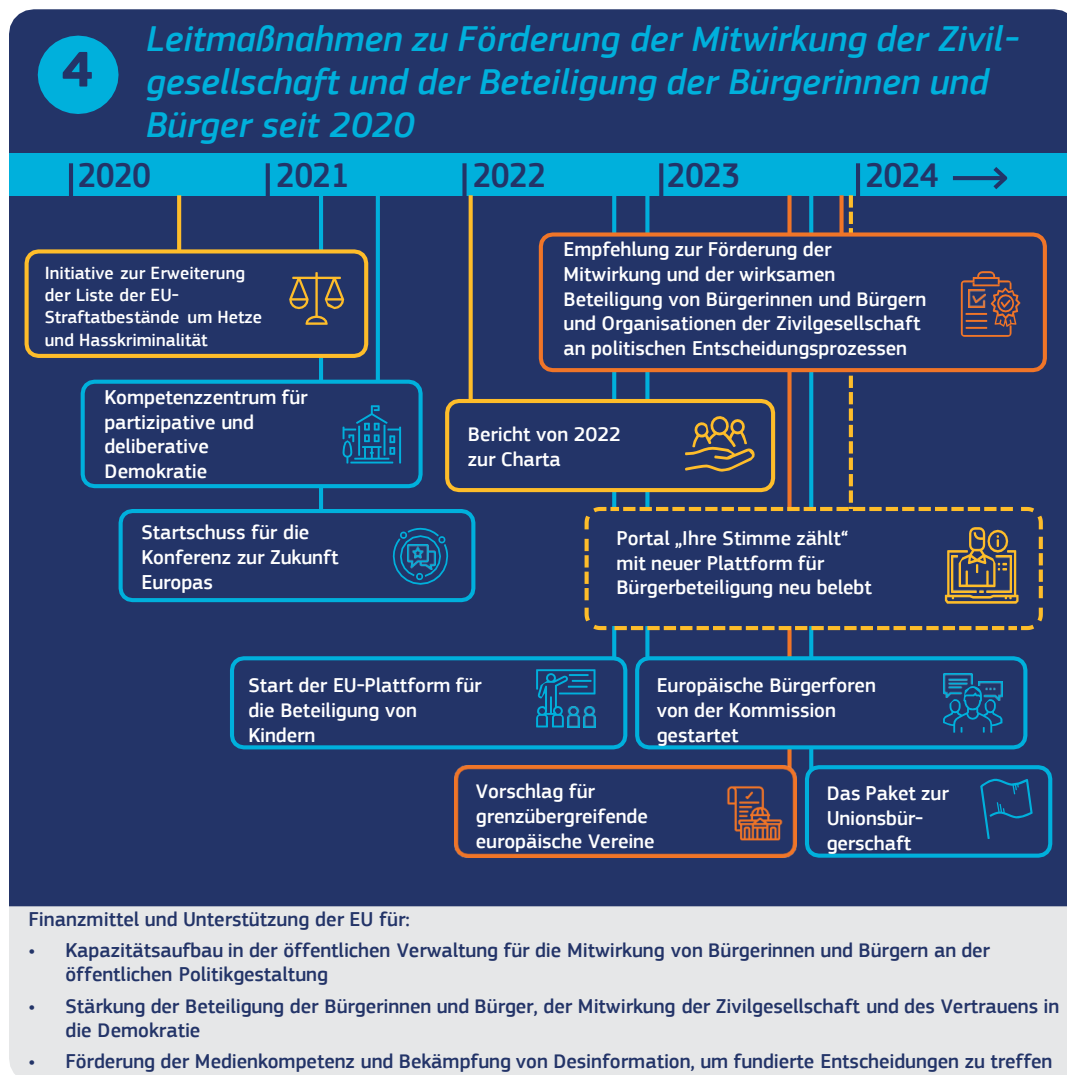 4
Leitmaßnahmen zu Förderung der Mitwirkung der Zivil-
gesellschaft und der Beteiligung der Bürgerinnen und
Bürger seit 2020
|2020 |2021 |2022 |2023 |2024
Initiative zur Erweiterung
der Liste der EU-
Straftatbestände um Hetze
und Hasskriminalität
Empfehlung zur Förderung der
Mitwirkung und der wirksamen
Beteiligung von Bürgerinnen und Bürgern
und Organisationen der Zivilgesellschaft
an politischen Entscheidungsprozessen
Kompetenzzentrum für
partizipative und
deliberative
Demokratie
Bericht von 2022
zur Charta
Startschuss für die
Konferenz zur Zukunft
Europas
Portal „Ihre Stimme zählt“
mit neuer Plattform für
Bürgerbeteiligung neu belebt
Start der EU-Plattform für
die Beteiligung von
Kindern
Europäische Bürgerforen
von der Kommission
gestartet
Vorschlag für
grenzübergreifende
europäische Vereine
Das Paket zur
Unionsbür-
gerschaft
Finanzmittel und Unterstützung der EU für:
• Kapazitätsaufbau in der öffentlichen Verwaltung für die Mitwirkung von Bürgerinnen und Bürgern an der
öffentlichen Politikgestaltung
• Stärkung der Beteiligung der Bürgerinnen und Bürger, der Mitwirkung der Zivilgesellschaft und des Vertrauens in
die Demokratie
• Förderung der Medienkompetenz und Bekämpfung von Desinformation, um fundierte Entscheidungen zu treffen